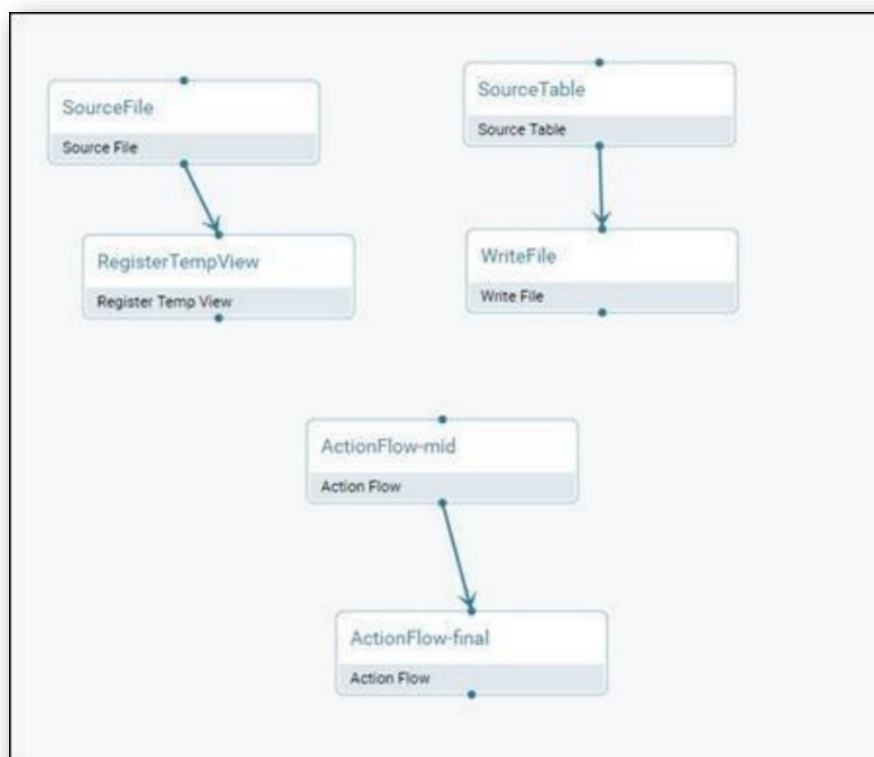 SourceFile
Source File
SourceTable
Source Table
RegisterTempView
Register Temp View
WriteFile
Write File
ActionFlow-mid
Action Flow
ActionFlow-final
Action Flow